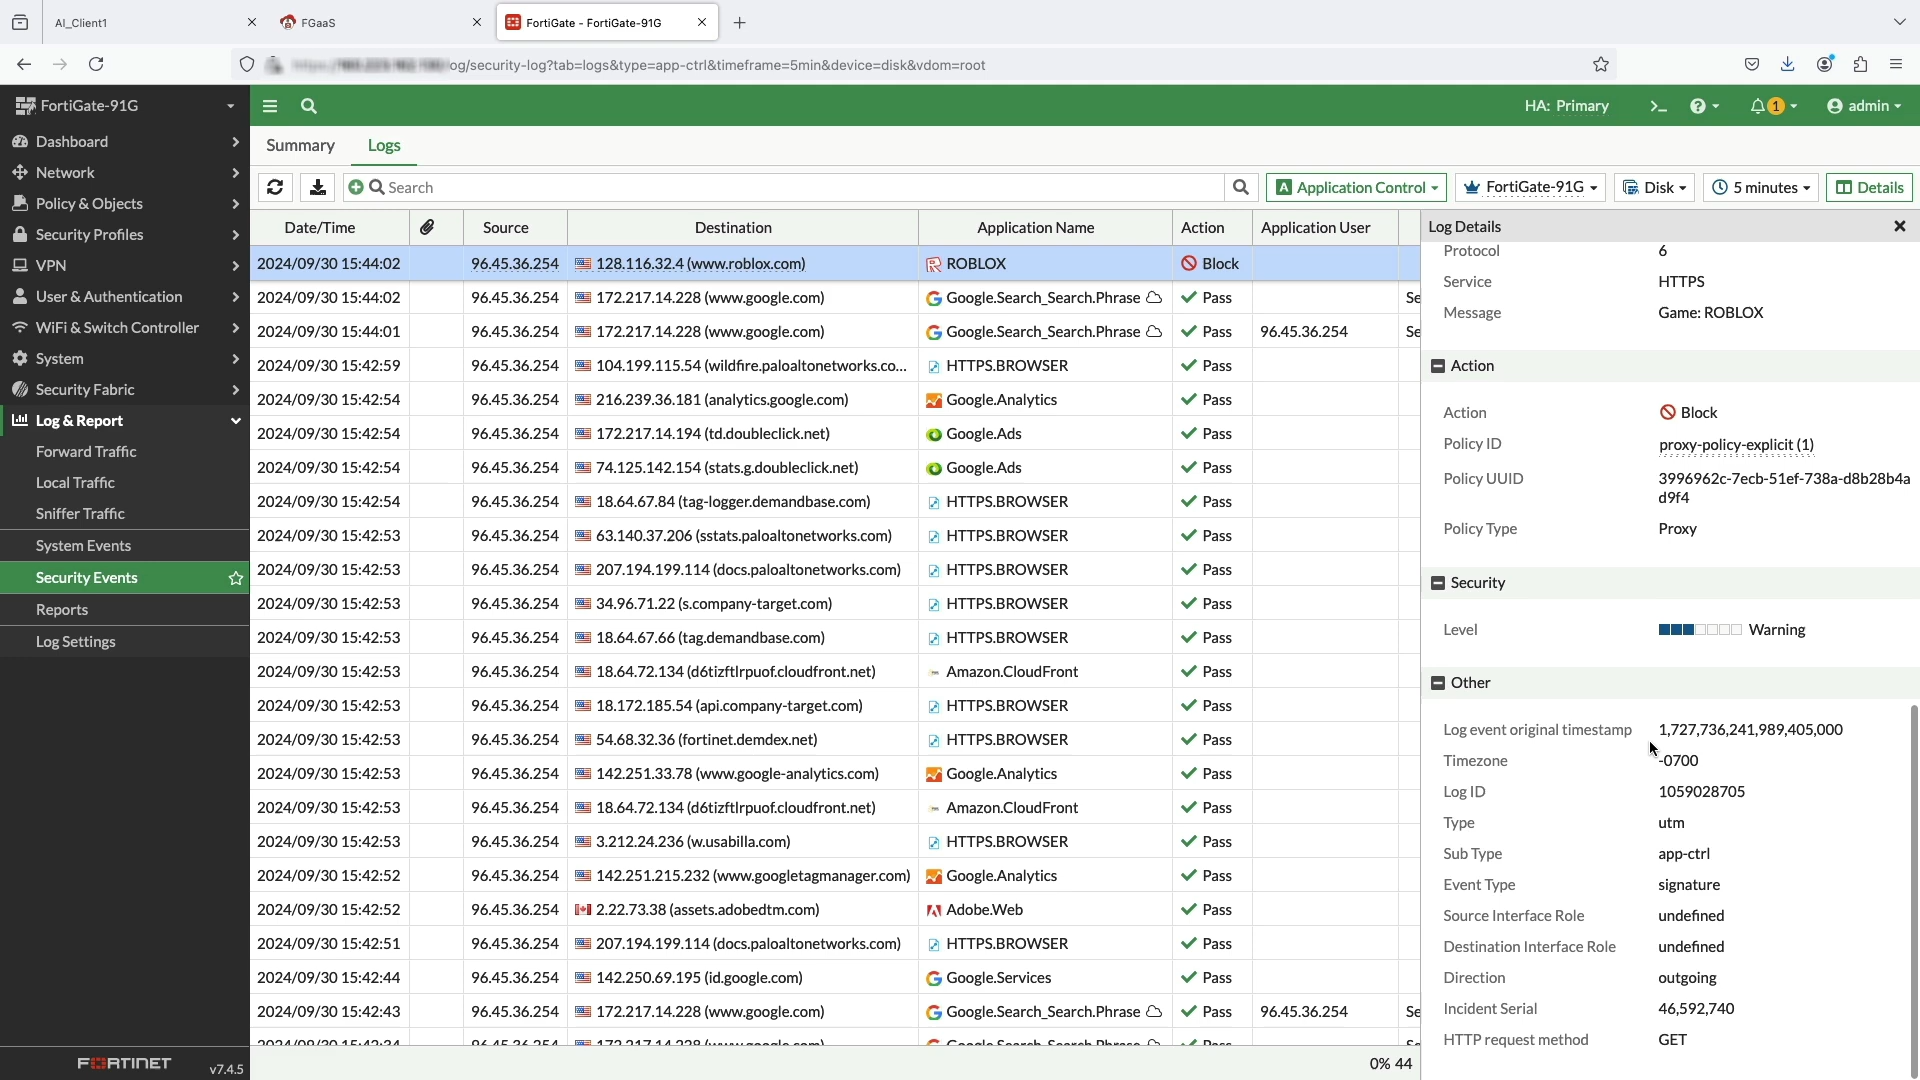 AI_Client1
FGaaS
FortiGate - FortiGate-91G
og/security-log?tab=logs&type=app-ctrl&timeframe=5min&device=disk&vdom=root
FortiGate-91G
HA: Primary
1
admin
Dashboard
Network
Policy & Objects
Security Profiles
VPN
User & Authentication
WiFi & Switch Controller
System
Security Fabric
Log & Report
Forward Traffic
Local Traffic
Sniffer Traffic
System Events
Security Events
Reports
Log Settings
FORTINET
v7.4.5
Summary
Logs
Search
Application Control
FortiGate-91G
Disk
5 minutes
Details
Date/Time Source Destination Application Name Action Application User
2024/09/30 15:44:02 96.45.36.254 128.116.32.4 (www.roblox.com) ROBLOX Block
2024/09/30 15:44:02 96.45.36.254 172.217.14.228 (www.google.com) Google.Search_Search.Phrase Pass Se
2024/09/30 15:44:01 96.45.36.254 172.217.14.228 (www.google.com) Google.Search_Search.Phrase Pass 96.45.36.254 Se
2024/09/30 15:42:59 96.45.36.254 104.199.115.54 (wildfire.paloaltonetworks.co... HTTPS.BROWSER Pass
2024/09/30 15:42:54 96.45.36.254 216.239.36.181 (analytics.google.com) Google.Analytics Pass
2024/09/30 15:42:54 96.45.36.254 172.217.14.194 (td.doubleclick.net) Google.Ads Pass
2024/09/30 15:42:54 96.45.36.254 74.125.142.154 (stats.g.doubleclick.net) Google.Ads Pass
2024/09/30 15:42:54 96.45.36.254 18.64.67.84 (tag-logger.demandbase.com) HTTPS.BROWSER Pass
2024/09/30 15:42:53 96.45.36.254 63.140.37.206 (sstats.paloaltonetworks.com) HTTPS.BROWSER Pass
2024/09/30 15:42:53 96.45.36.254 207.194.199.114 (docs.paloaltonetworks.com) HTTPS.BROWSER Pass
2024/09/30 15:42:53 96.45.36.254 34.96.71.22 (s.company-target.com) HTTPS.BROWSER Pass
2024/09/30 15:42:53 96.45.36.254 18.64.67.66 (tag.demandbase.com) HTTPS.BROWSER Pass
2024/09/30 15:42:53 96.45.36.254 18.64.72.134 (d6tizftlrpuof.cloudfront.net) Amazon.CloudFront Pass
2024/09/30 15:42:53 96.45.36.254 18.172.185.54 (api.company-target.com) HTTPS.BROWSER Pass
2024/09/30 15:42:53 96.45.36.254 54.68.32.36 (fortinet.demdex.net) HTTPS.BROWSER Pass
2024/09/30 15:42:53 96.45.36.254 142.251.33.78 (www.google-analytics.com) Google.Analytics Pass
2024/09/30 15:42:53 96.45.36.254 18.64.72.134 (d6tizftlrpuof.cloudfront.net) Amazon.CloudFront Pass
2024/09/30 15:42:53 96.45.36.254 3.212.24.236 (w.usabilla.com) HTTPS.BROWSER Pass
2024/09/30 15:42:52 96.45.36.254 142.251.215.232 (www.googletagmanager.com) Google.Analytics Pass
2024/09/30 15:42:52 96.45.36.254 2.22.73.38 (assets.adobedtm.com) Adobe.Web Pass
2024/09/30 15:42:51 96.45.36.254 207.194.199.114 (docs.paloaltonetworks.com) HTTPS.BROWSER Pass
2024/09/30 15:42:44 96.45.36.254 142.250.69.195 (id.google.com) Google.Services Pass
2024/09/30 15:42:43 96.45.36.254 172.217.14.228 (www.google.com) Google.Search_Search.Phrase Pass 96.45.36.254 Se
0% 44
Log Details
Protocol 6
Service HTTPS
Message Game: ROBLOX
Action
Action Block
Policy ID proxy-policy-explicit (1)
Policy UUID 3996962c-7ecb-51ef-738a-d8b28b4a
d9f4
Policy Type Proxy
Security
Level Warning
Other
Log event original timestamp 1,727,736,241,989,405,000
Timezone -0700
Log ID 1059028705
Type utm
Sub Type app-ctrl
Event Type signature
Source Interface Role undefined
Destination Interface Role undefined
Direction outgoing
Incident Serial 46,592,740
HTTP request method GET